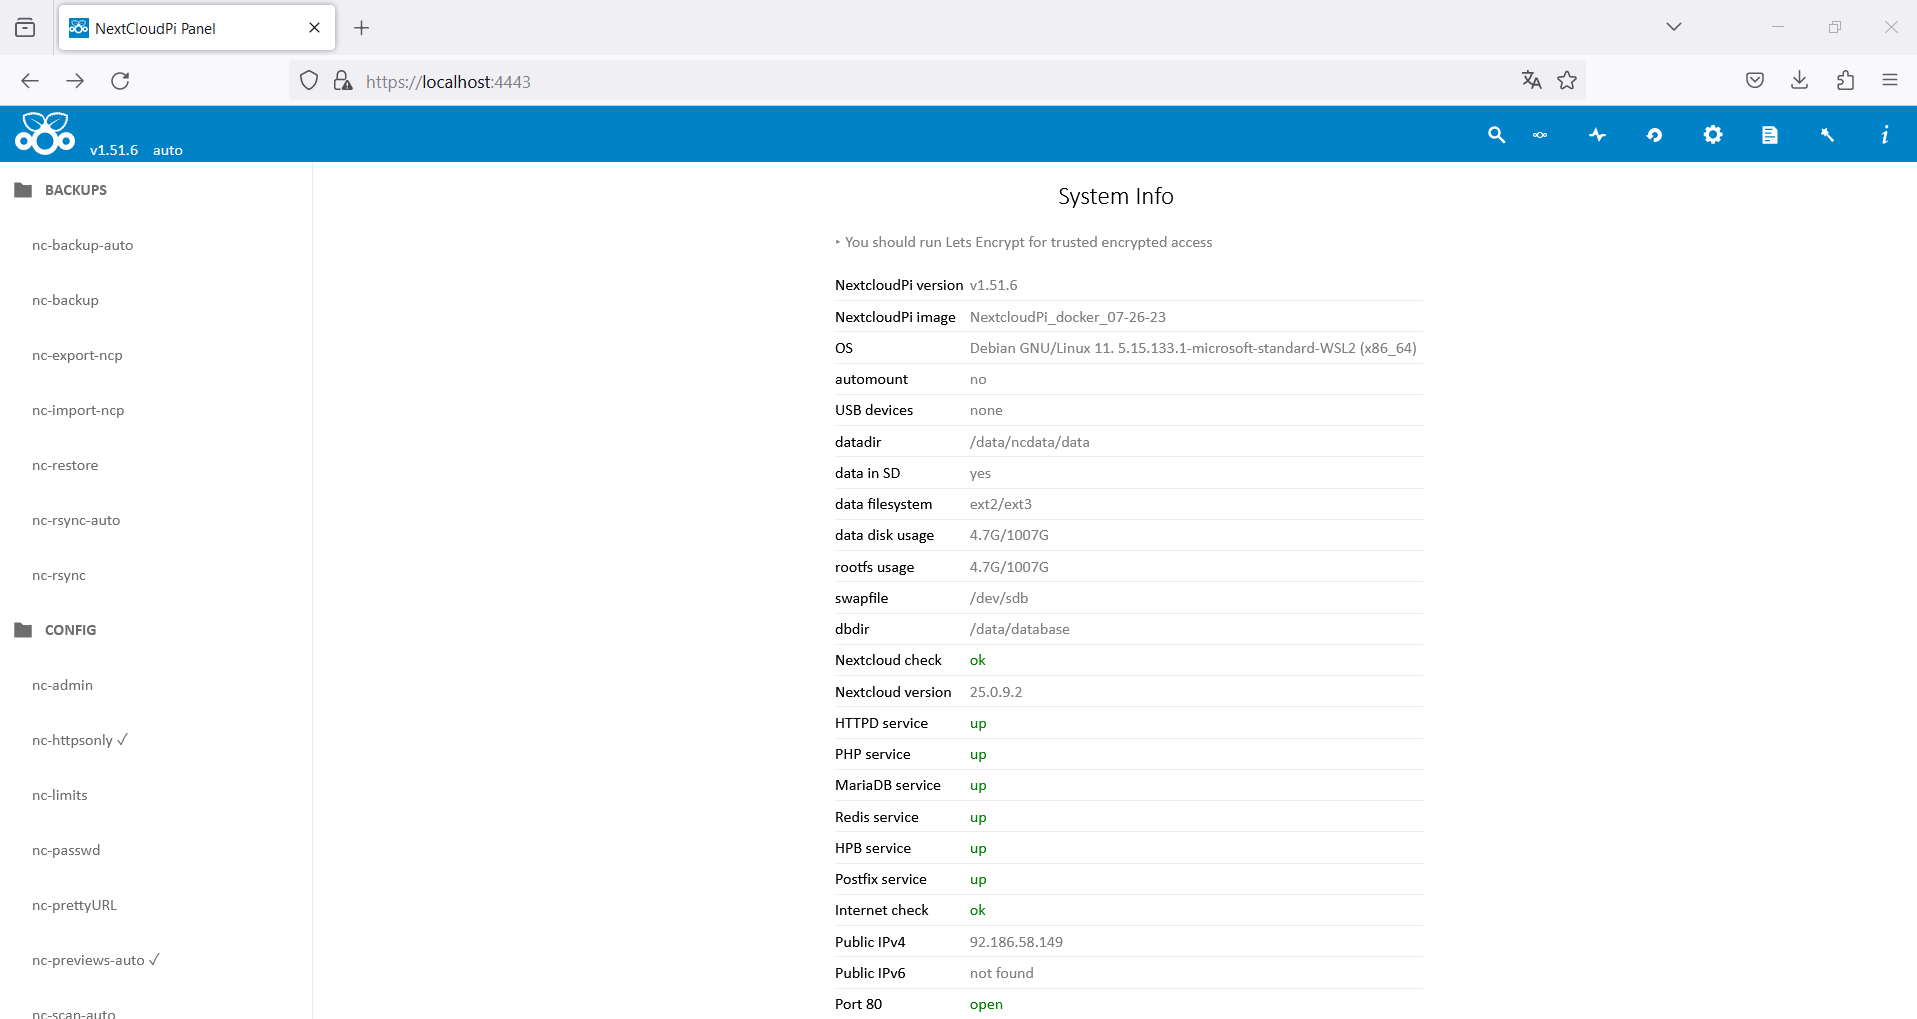 NextCloudPi Panel
https://localhost:4443
v1.51.6 auto
BACKUPS
nc-backup-auto
nc-backup
nc-export-ncp
nc-import-ncp
nc-restore
nc-rsync-auto
nc-rsync
CONFIG
nc-admin
nc-httpsonly ✓
nc-limits
nc-passwd
nc-prettyURL
nc-previews-auto ✓
nc-scan-auto
System Info
‣ You should run Lets Encrypt for trusted encrypted access
NextcloudPi version v1.51.6
NextcloudPi image NextcloudPi_docker_07-26-23
OS Debian GNU/Linux 11. 5.15.133.1-microsoft-standard-WSL2 (x86_64)
automount no
USB devices none
datadir /data/ncdata/data
data in SD yes
data filesystem ext2/ext3
data disk usage 4.7G/1007G
rootfs usage 4.7G/1007G
swapfile /dev/sdb
dbdir /data/database
Nextcloud check ok
Nextcloud version 25.0.9.2
HTTPD service up
PHP service up
MariaDB service up
Redis service up
HPB service up
Postfix service up
Internet check ok
Public IPv4 92.186.58.149
Public IPv6 not found
Port 80 open